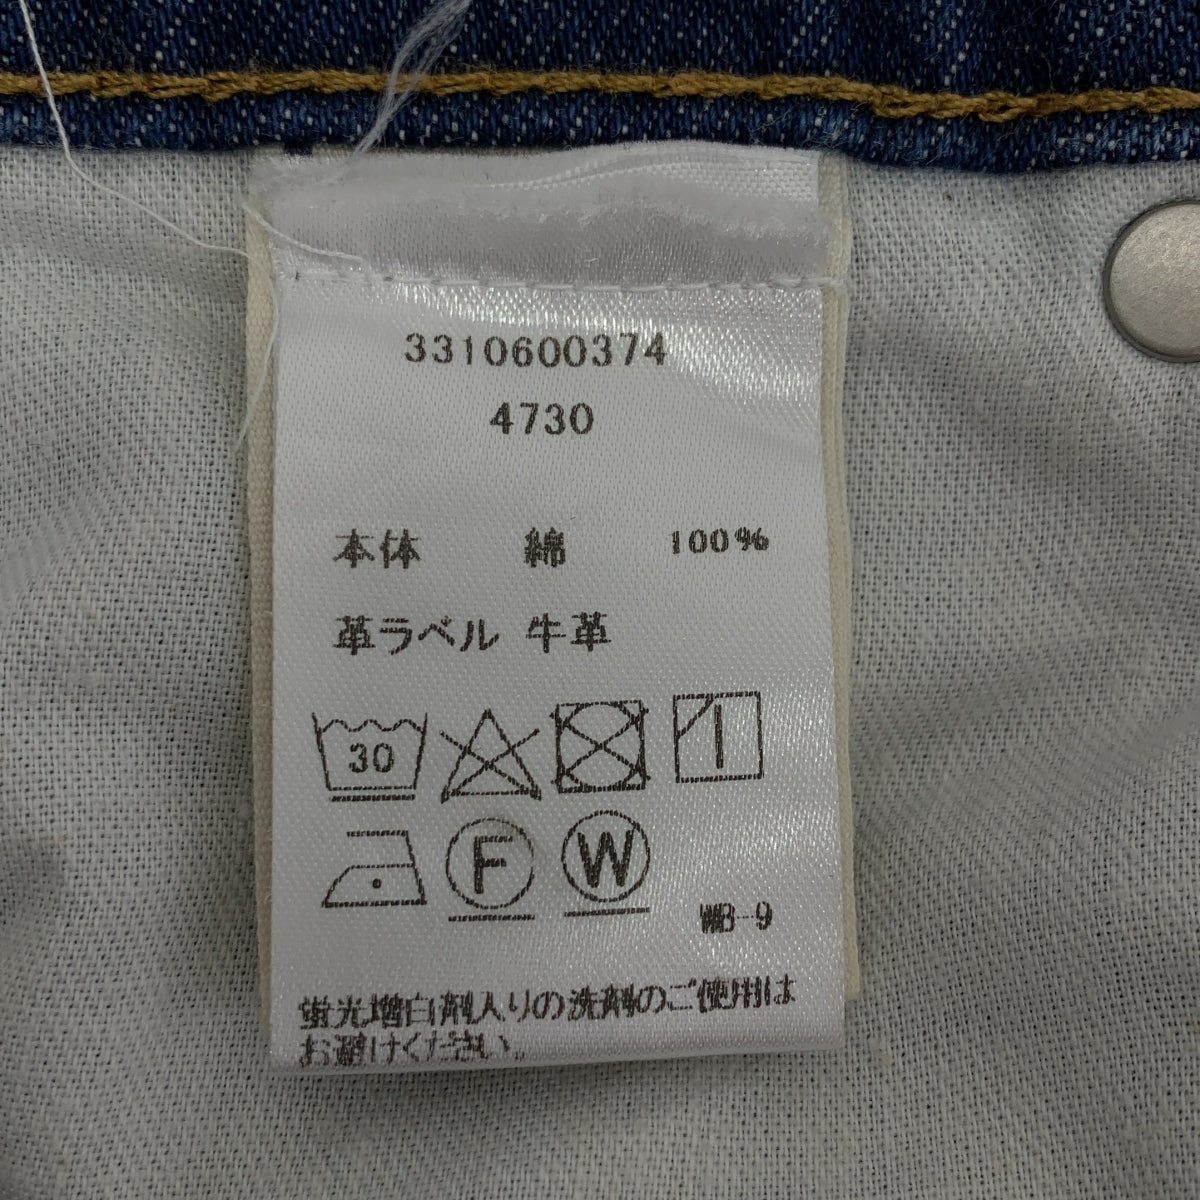 3310600374
4730
本体 綿 100%
革ラベル 牛革
30
F W
WB-9
蛍光増白剤入りの洗剤のご使用は
お避けください。